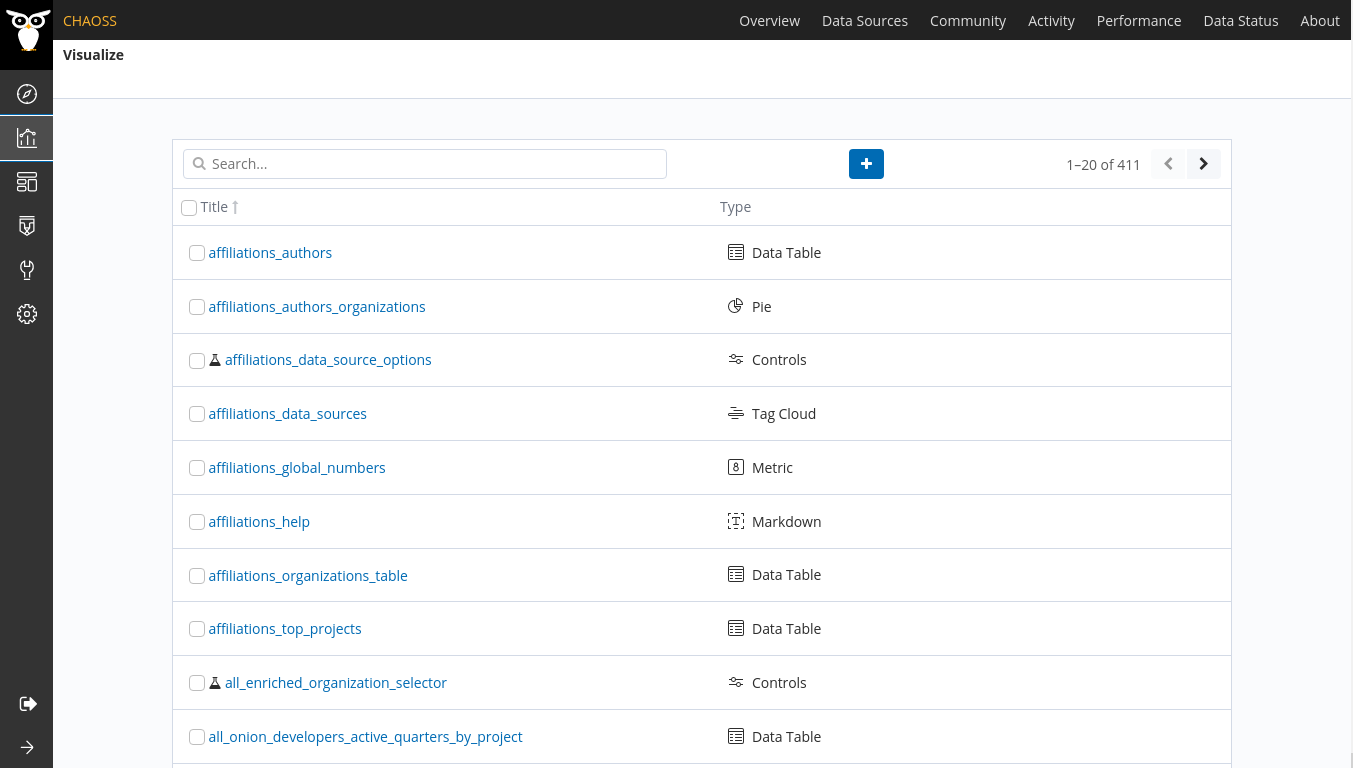 CHAOSS Overview Data Sources Community Activity Performance Data Status About
Visualize
Search... + 1–20 of 411
Title Type
affiliations_authors Data Table
affiliations_authors_organizations Pie
affiliations_data_source_options Controls
affiliations_data_sources Tag Cloud
affiliations_global_numbers 8 Metric
affiliations_help T Markdown
affiliations_organizations_table Data Table
affiliations_top_projects Data Table
all_enriched_organization_selector Controls
all_onion_developers_active_quarters_by_project Data Table